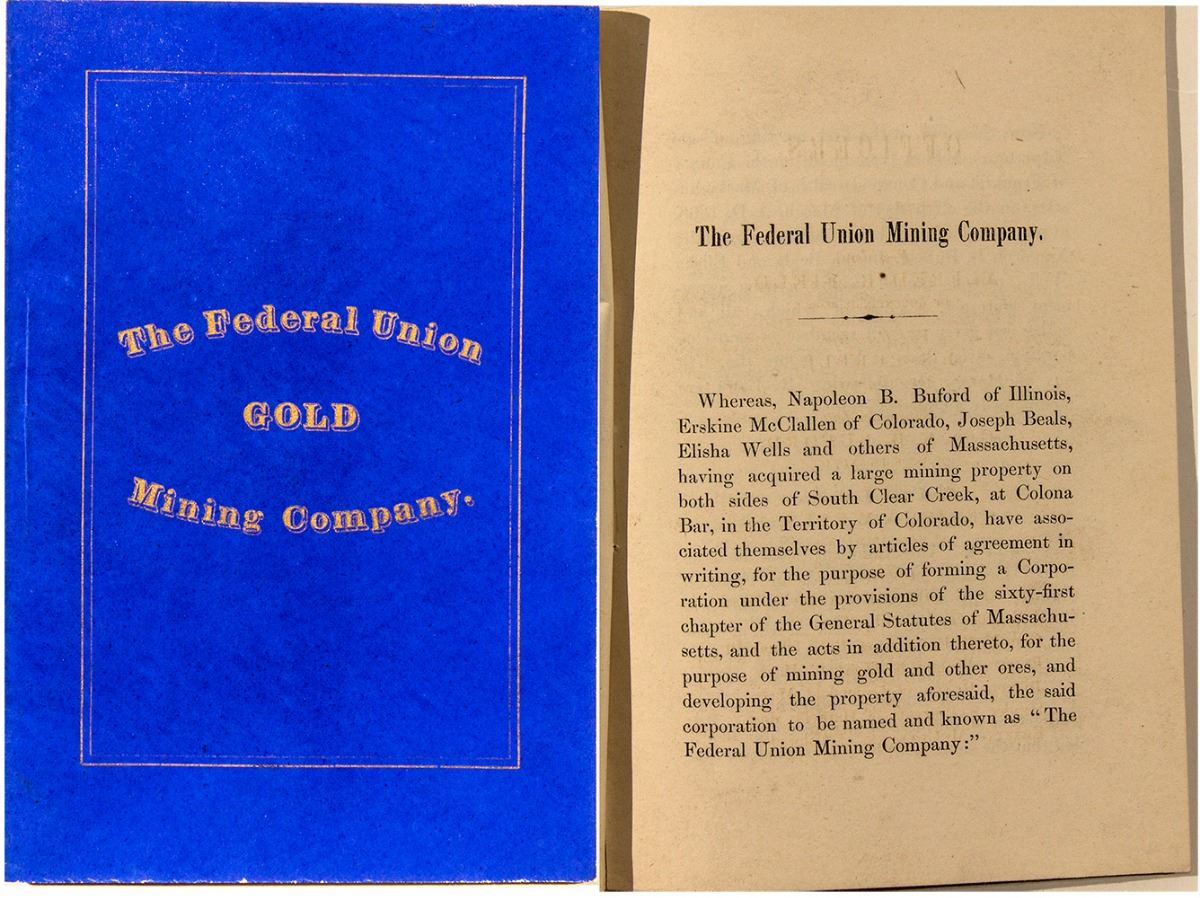 The Federal Union
GOLD
Mining Company.
OFFICERS
The Federal Union Mining Company.
Whereas, Napoleon B. Buford of Illinois,
Erskine McClallen of Colorado, Joseph Beals,
Elisha Wells and others of Massachusetts,
having acquired a large mining property on
both sides of South Clear Creek, at Colona
Bar, in the Territory of Colorado, have asso-
ciated themselves by articles of agreement in
writing, for the purpose of forming a Corpo-
ration under the provisions of the sixty-first
chapter of the General Statutes of Massachu-
setts, and the acts in addition thereto, for the
purpose of mining gold and other ores, and
developing the property aforesaid, the said
corporation to be named and known as “The
Federal Union Mining Company:”